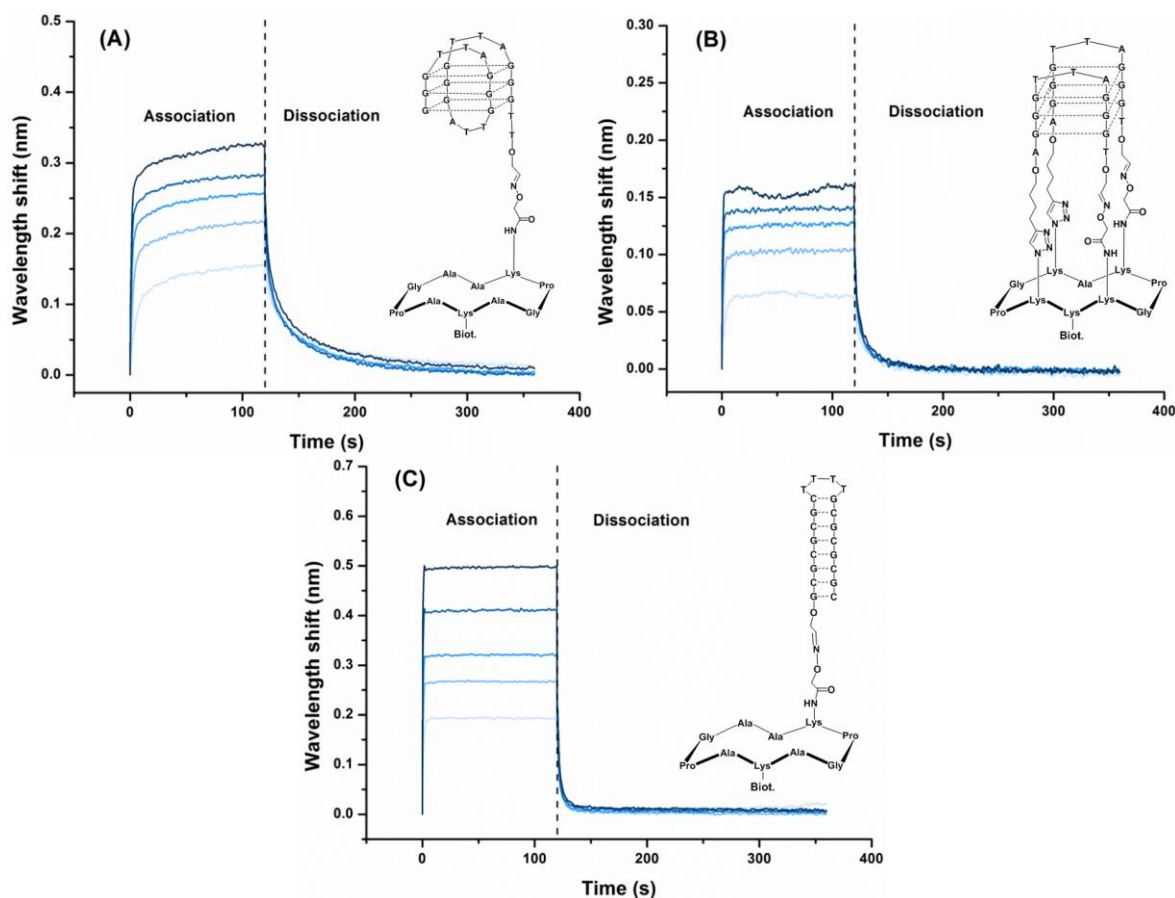 (A)
Association
Dissociation
Wavelength shift (nm)
0.5
0.4
0.3
0.2
0.1
0.0
0
100
200
300
400
Time (s)
T T A
T T A
G G G G
G G G G
G G G G
A T T
T
T
O
N
O
O
HN
Ala Ala Lys
Gly Pro
Pro Ala Lys Ala Gly
Biot.
(B)
Association
Dissociation
Wavelength shift (nm)
0.30
0.25
0.20
0.15
0.10
0.05
0.00
0
100
200
300
400
Time (s)
T T A
G G
T T A
G G G G
G G G G
G G
A O T O
A O T O
N
O
N
O
O
O
HN
NH
N N N
N N N
Lys Ala Lys
Gly Pro
Pro Lys Lys Lys Gly
Biot.
(C)
Association
Dissociation
Wavelength shift (nm)
0.7
0.6
0.5
0.4
0.3
0.2
0.1
0.0
0
100
200
300
400
Time (s)
T T
T T
C G
G C
C G
G C
C G
G C
C G
G C
O
N
O
O
HN
Ala Ala Lys
Gly Pro
Pro Ala Lys Ala Gly
Biot.